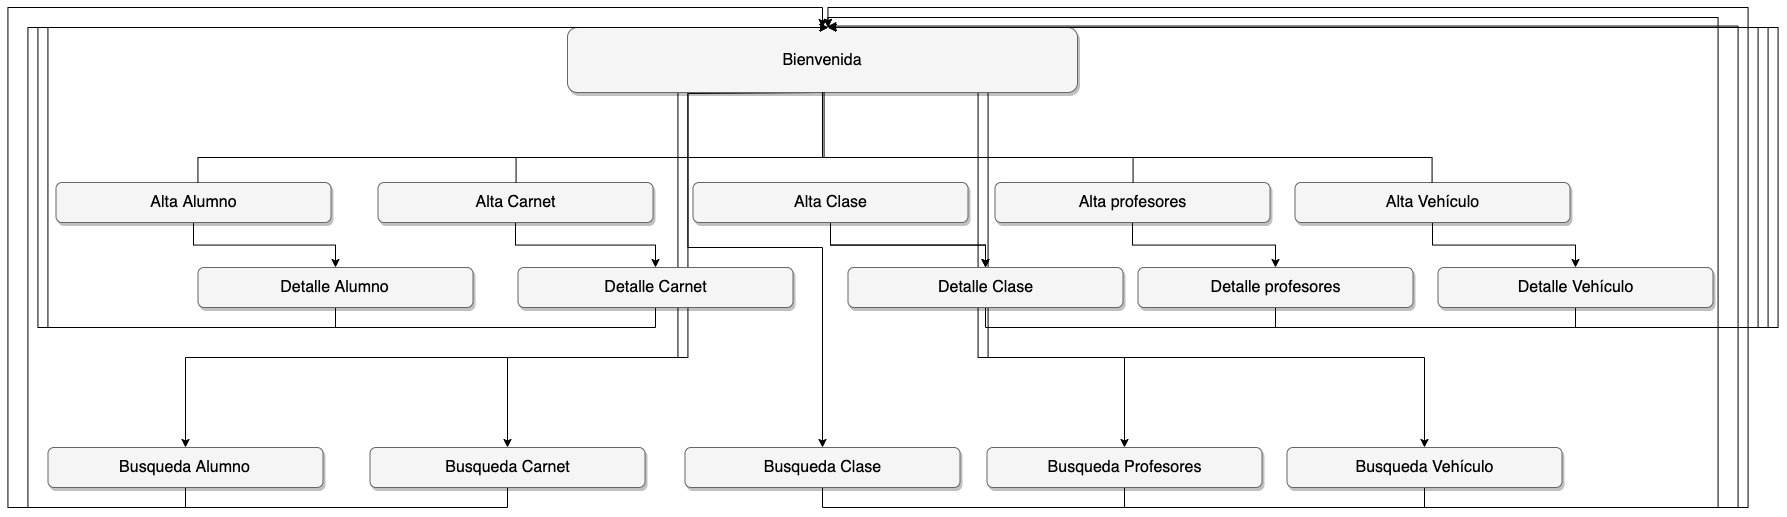 Bienvenida
Alta Alumno
Alta Carnet
Alta Clase
Alta profesores
Alta Vehículo
Detalle Alumno
Detalle Carnet
Detalle Clase
Detalle profesores
Detalle Vehículo
Busqueda Alumno
Busqueda Carnet
Busqueda Clase
Busqueda Profesores
Busqueda Vehículo